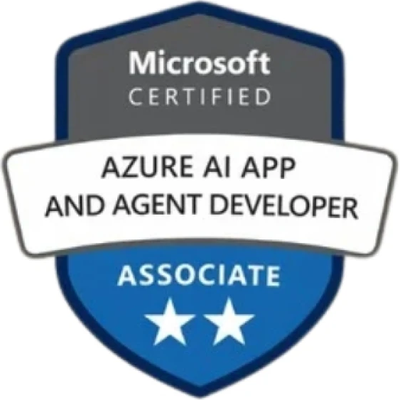 Microsoft
CERTIFIED
AZURE AI APP
AND AGENT DEVELOPER
ASSOCIATE